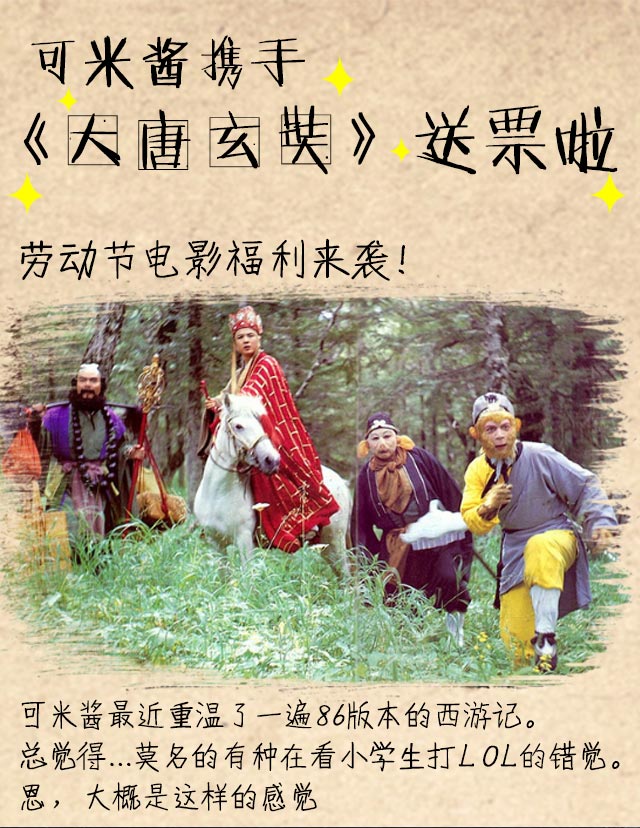 可米酱携手
《大唐玄奘》送票啦
劳动节电影福利来袭!
可米酱最近重温了一遍86版本的西游记。
总觉得...莫名的有种在看小学生打LOL的错觉。
恩，大概是这样的感觉